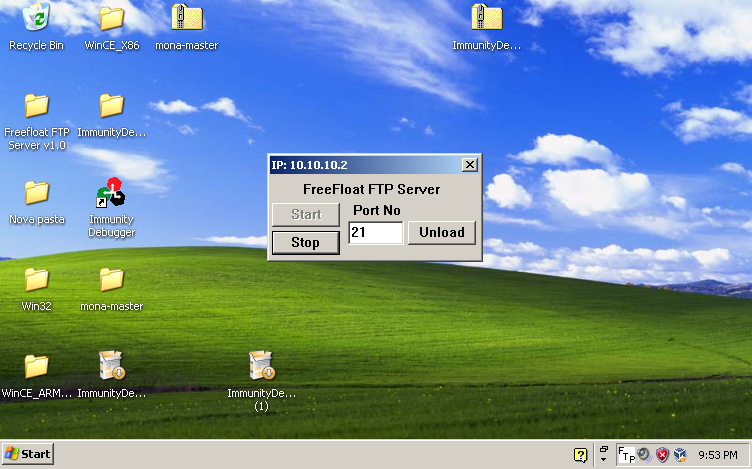 Recycle Bin
WinCE_X86
mona-master
ImmunityDe...
Freefloat FTP
Server v1.0
ImmunityDe...
IP: 10.10.10.2
FreeFloat FTP Server
Start
Port No
Stop
21
Unload
Nova pasta
Immunity
Debugger
Win32
mona-master
WinCE_ARM...
ImmunityDe...
ImmunityDe...
(1)
Start
FTP
9:53 PM